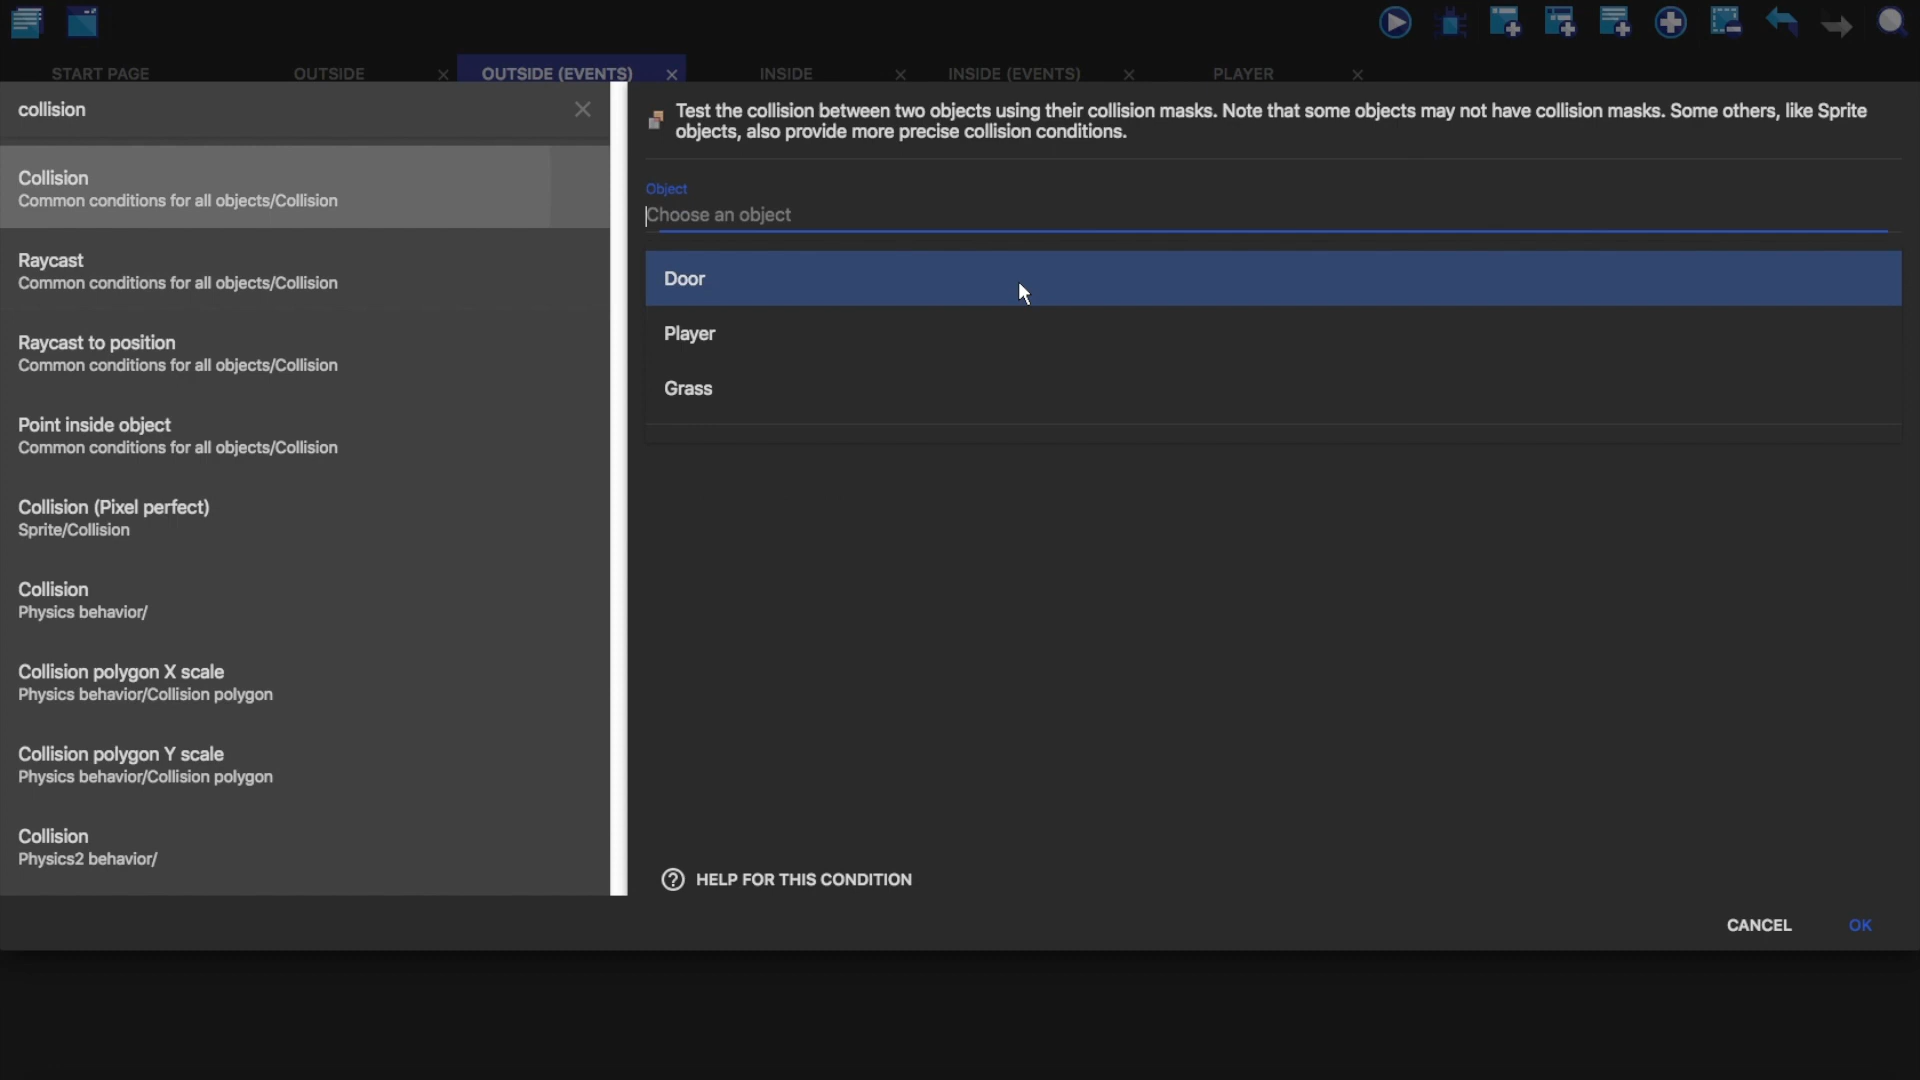 START PAGE
OUTSIDE
OUTSIDE (EVENTS)
INSIDE
INSIDE (EVENTS)
PLAYER
collision
Collision
Common conditions for all objects/Collision
Raycast
Common conditions for all objects/Collision
Raycast to position
Common conditions for all objects/Collision
Point inside object
Common conditions for all objects/Collision
Collision (Pixel perfect)
Sprite/Collision
Collision
Physics behavior/
Collision polygon X scale
Physics behavior/Collision polygon
Collision polygon Y scale
Physics behavior/Collision polygon
Collision
Physics2 behavior/
Test the collision between two objects using their collision masks. Note that some objects may not have collision masks. Some others, like Sprite
objects, also provide more precise collision conditions.
Object
Choose an object
Door
Player
Grass
HELP FOR THIS CONDITION
CANCEL
OK